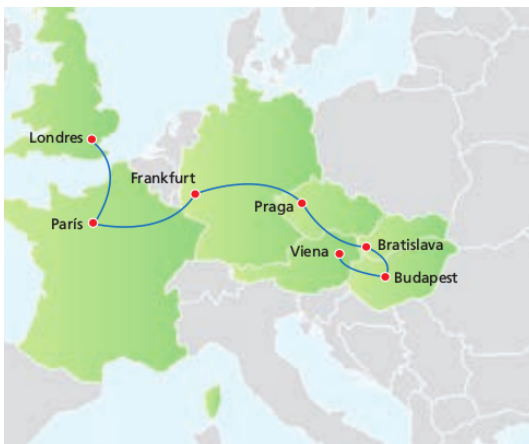 Londres
Frankfurt
París
Praga
Viena
Bratislava
Budapest